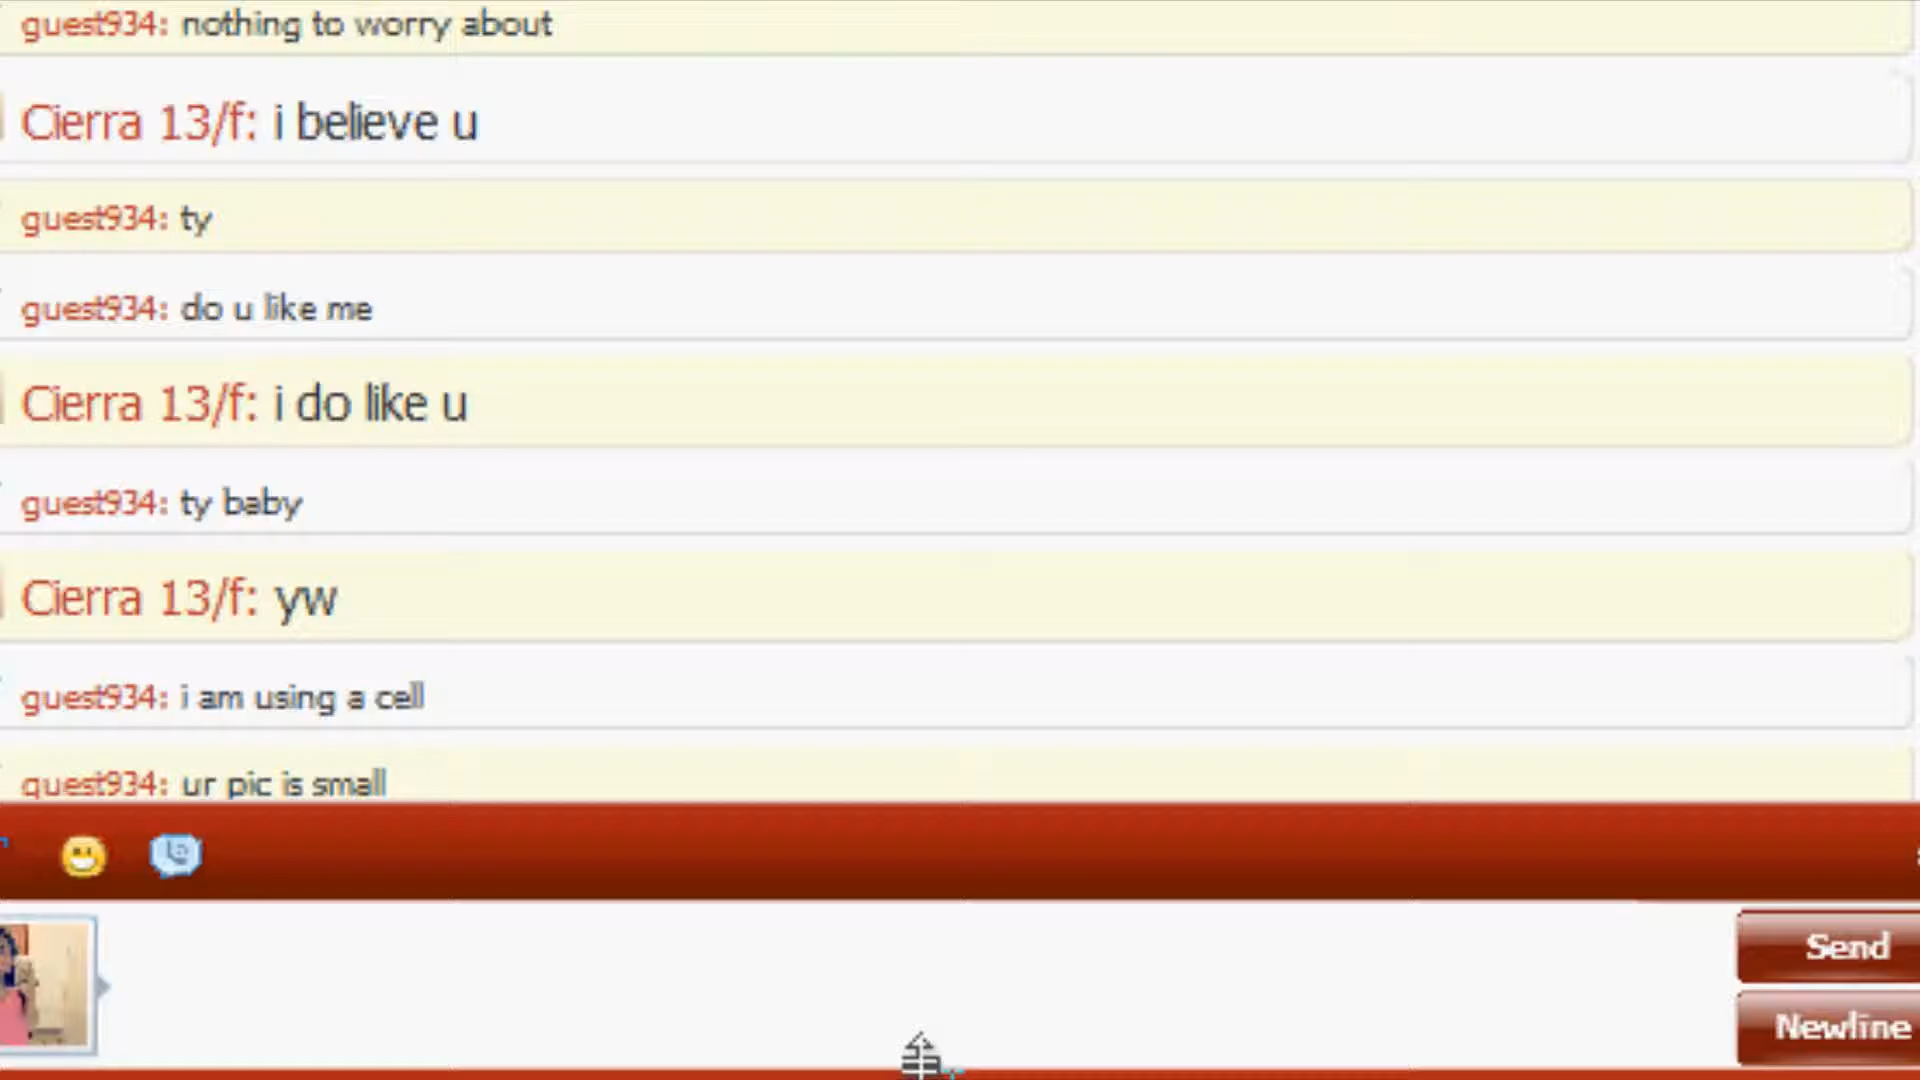 guest934: nothing to worry about
Cierra 13/f: i believe u
guest934: ty
guest934: do u like me
Cierra 13/f: i do like u
guest934: ty baby
Cierra 13/f: yw
guest934: i am using a cell
guest934: ur pic is small
Send
Newline